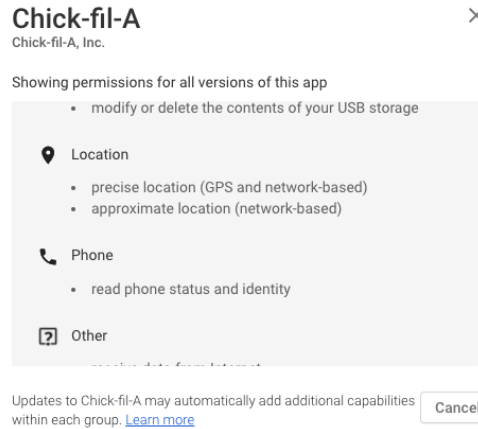 Chick-fil-A
Chick-fil-A, Inc.
Showing permissions for all versions of this app
• modify or delete the contents of your USB storage
Location
• precise location (GPS and network-based)
• approximate location (network-based)
Phone
• read phone status and identity
Other
Updates to Chick-fil-A may automatically add additional capabilities
within each group. Learn more
Cancel